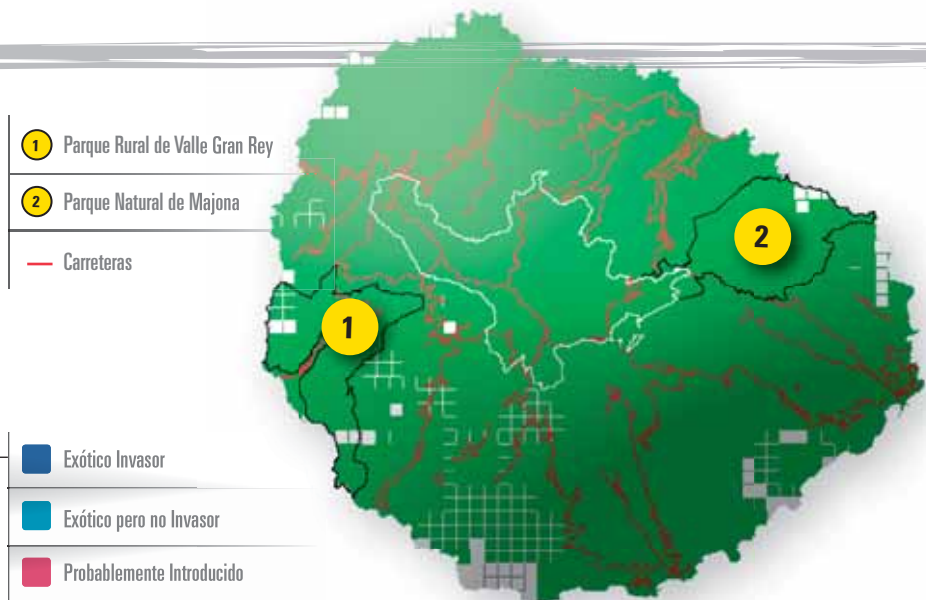 1 Parque Rural de Valle Gran Rey
2 Parque Natural de Majona
Carreteras
2
1
Exótico Invasor
Exótico pero no Invasor
Probablemente Introducido